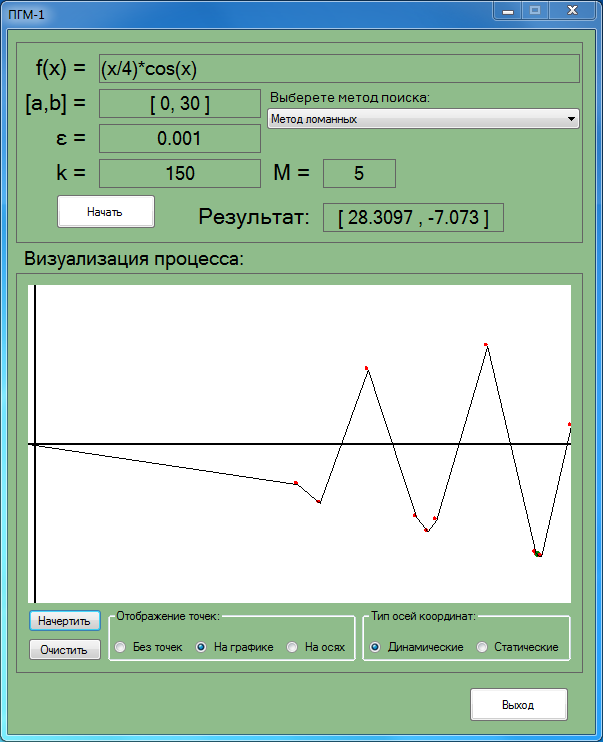 ПГМ-1
f(x) = (x/4)*cos(x)
[a,b] = [ 0, 30 ] Выберете метод поиска:
Метод ломанных
ε = 0.001
k = 150 M = 5
Начать Результат: [ 28.3097 , -7.073 ]
Визуализация процесса:
Начертить Отображение точек: Тип осей координат:
Очистить Без точек На графике На осях Динамические Статические
Выход